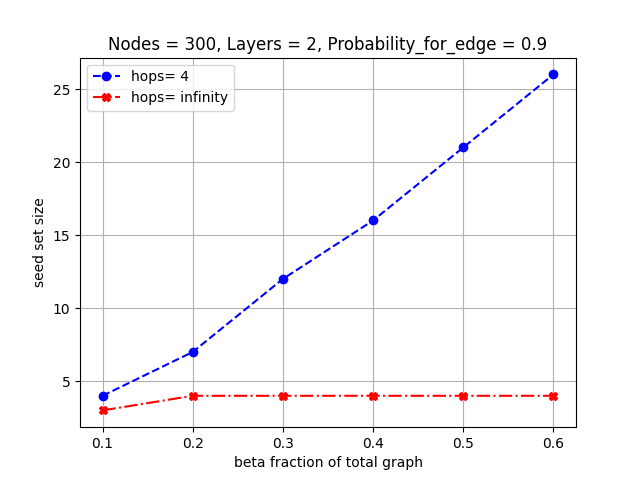 Nodes = 300, Layers = 2, Probability_for_edge = 0.9
hops= 4
hops= infinity
25
20
15
10
5
seed set size
0.1 0.2 0.3 0.4 0.5 0.6
beta fraction of total graph